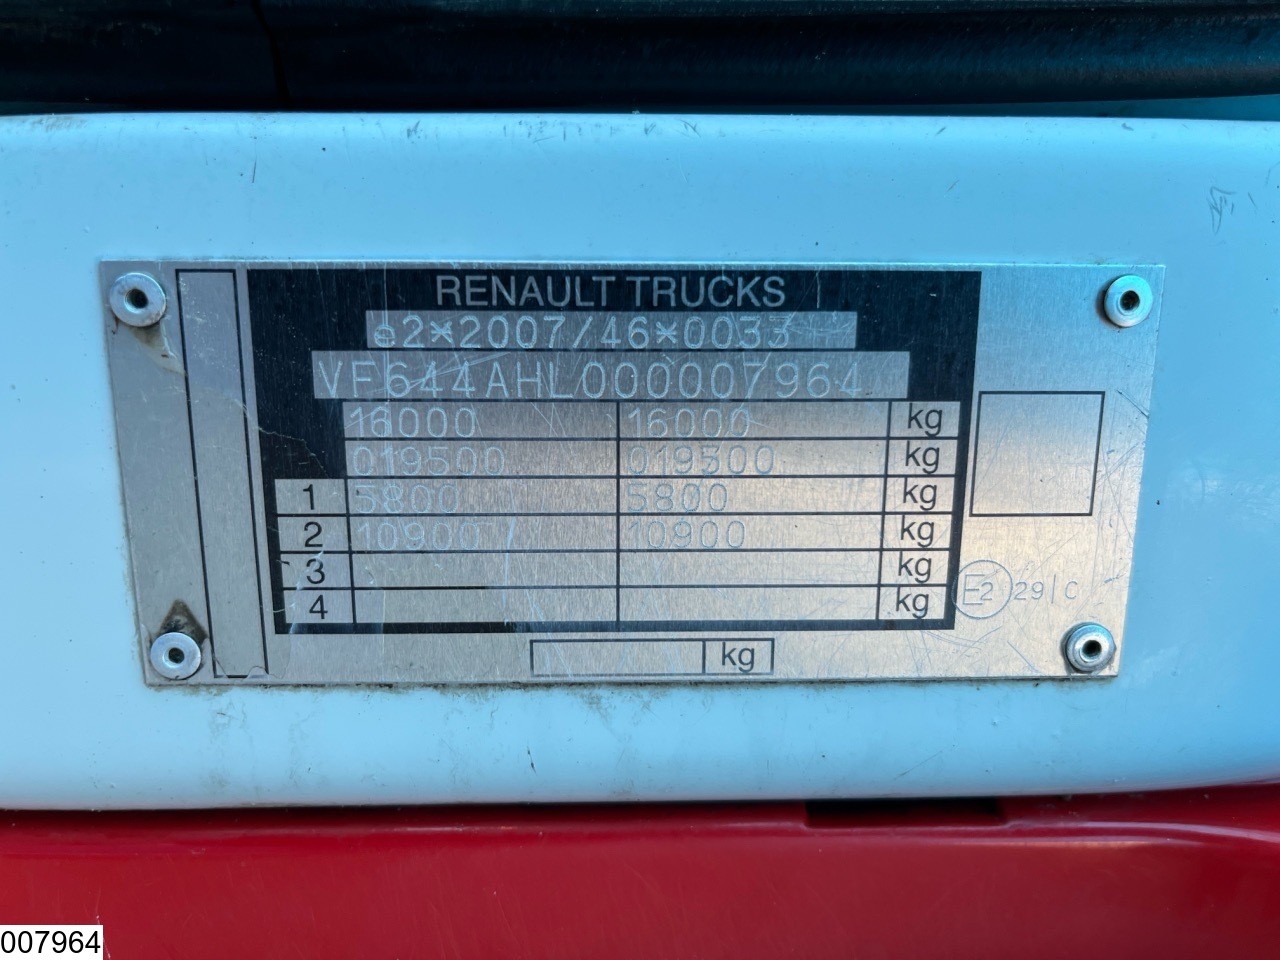 RENAULT TRUCKS
e2*2007/46*0033
VF644AHL000007964
16000 16000 kg
019500 019500 kg
1 5800 5800 kg
2 10900 10900 kg
3 kg
4 kg
E2 29|C
kg
007964